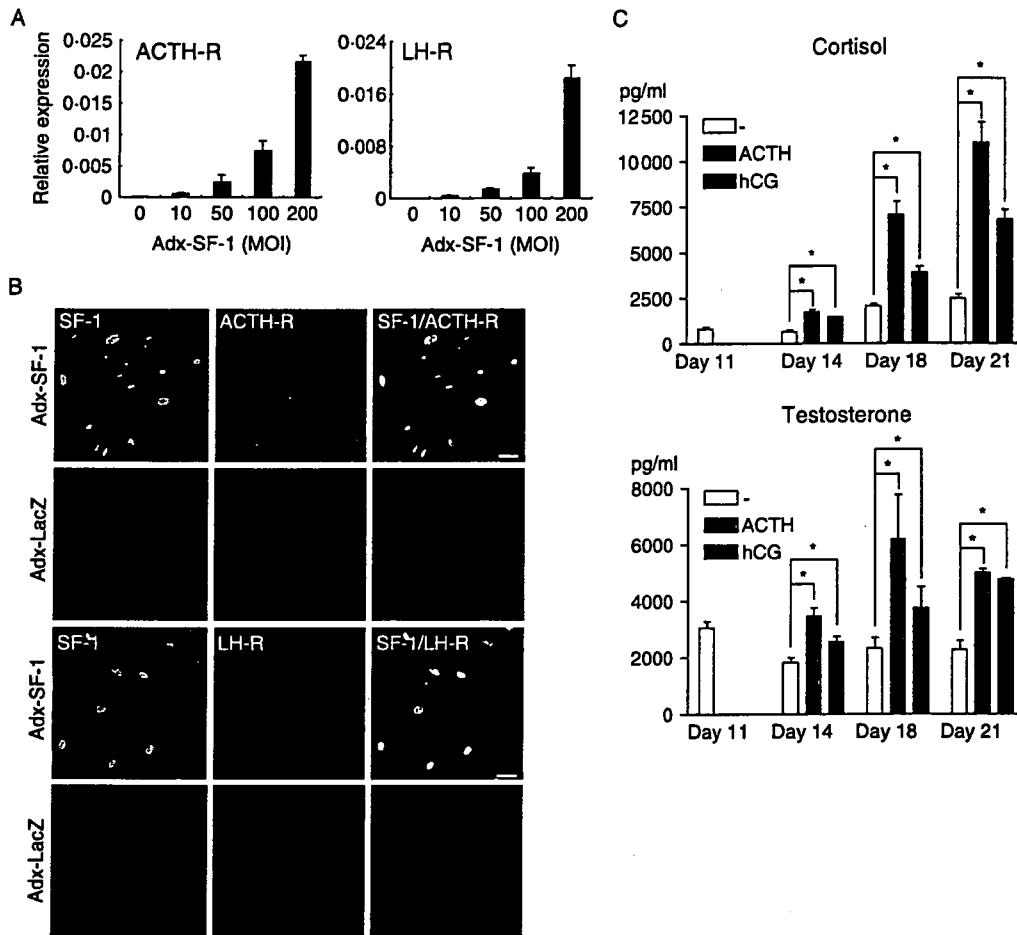 A
Relative expression
0·025
0·02
0·015
0·01
0·005
0
ACTH-R
0 10 50 100 200
Adx-SF-1 (MOI)
0·024
0·016
0·008
0
LH-R
0 10 50 100 200
Adx-SF-1 (MOI)
B
Adx-SF-1
SF-1
ACTH-R
SF-1/ACTH-R
Adx-LacZ
Adx-SF-1
SF-1
LH-R
SF-1/LH-R
Adx-LacZ
C
Cortisol
pg/ml
12500
10000
7500
5000
2500
0
-
ACTH
hCG
* * * * * *
Day 11 Day 14 Day 18 Day 21
Testosterone
pg/ml
8000
6000
4000
2000
0
-
ACTH
hCG
* * * * * *
Day 11 Day 14 Day 18 Day 21